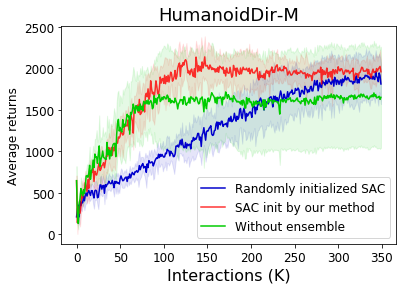 HumanoidDir-M
2500
2000
1500
1000
500
0
Average returns
0 50 100 150 200 250 300 350
Interactions (K)
Randomly initialized SAC
SAC init by our method
Without ensemble